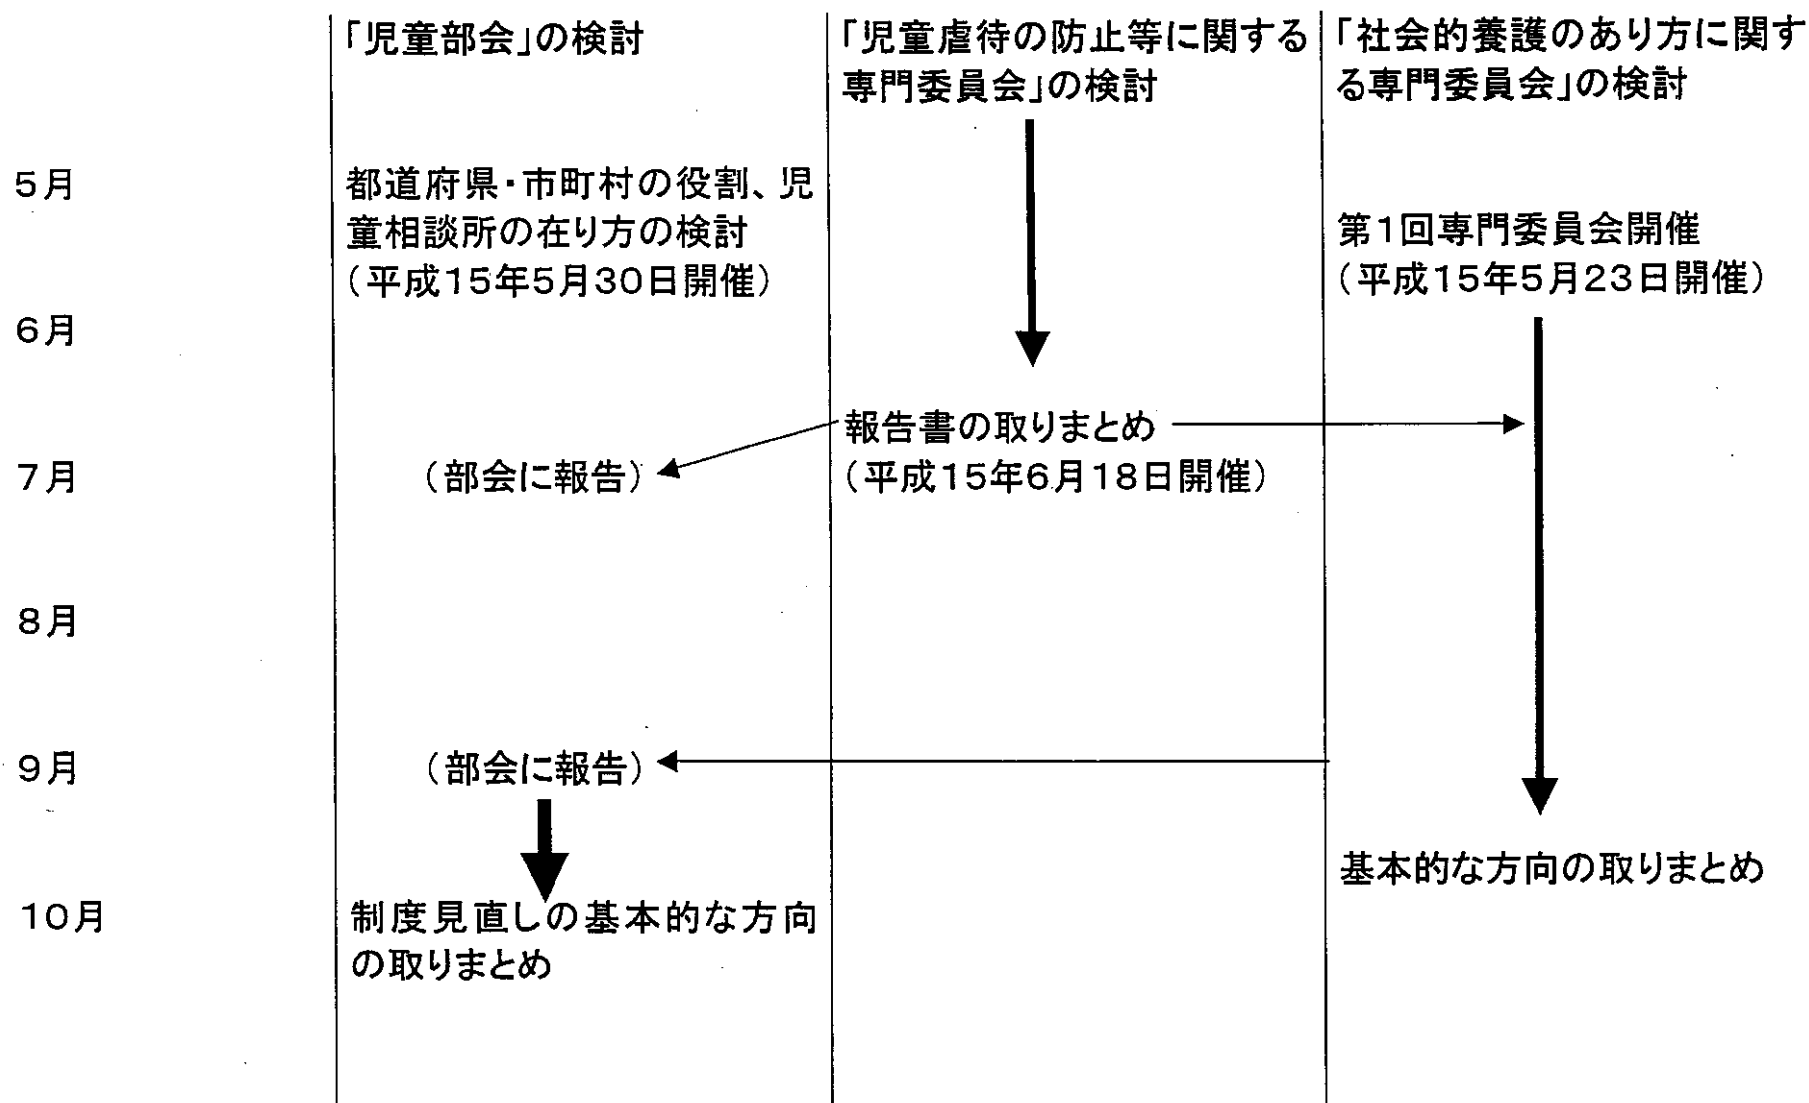 「児童部会」の検討
「児童虐待の防止等に関する
専門委員会」の検討
「社会的養護のあり方に関す
る専門委員会」の検討
5月
都道府県・市町村の役割、児
童相談所の在り方の検討
(平成15年5月30日開催)
第1回専門委員会開催
(平成15年5月23日開催)
6月
報告書の取りまとめ
(平成15年6月18日開催)
7月
(部会に報告)
8月
9月
(部会に報告)
基本的な方向の取りまとめ
10月
制度見直しの基本的な方向
の取りまとめ